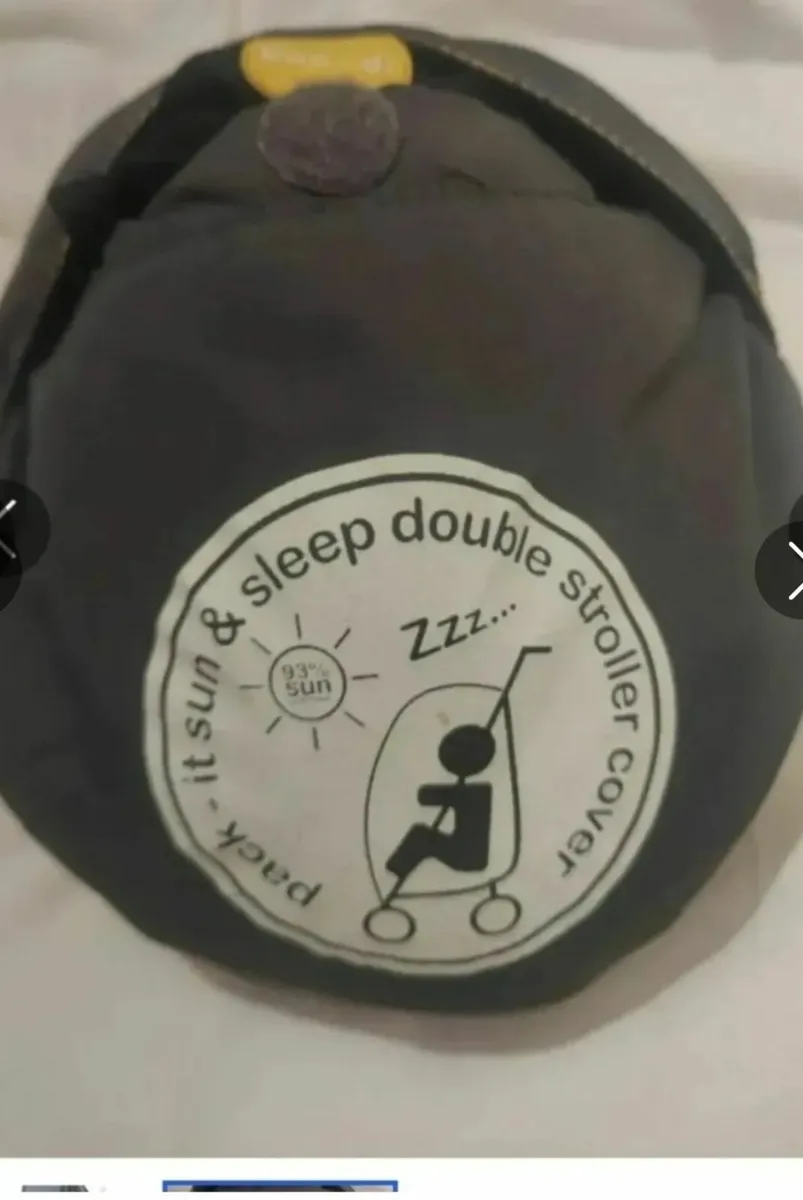 pack-it sun & sleep double stroller cover
Zzz...
93%
sun